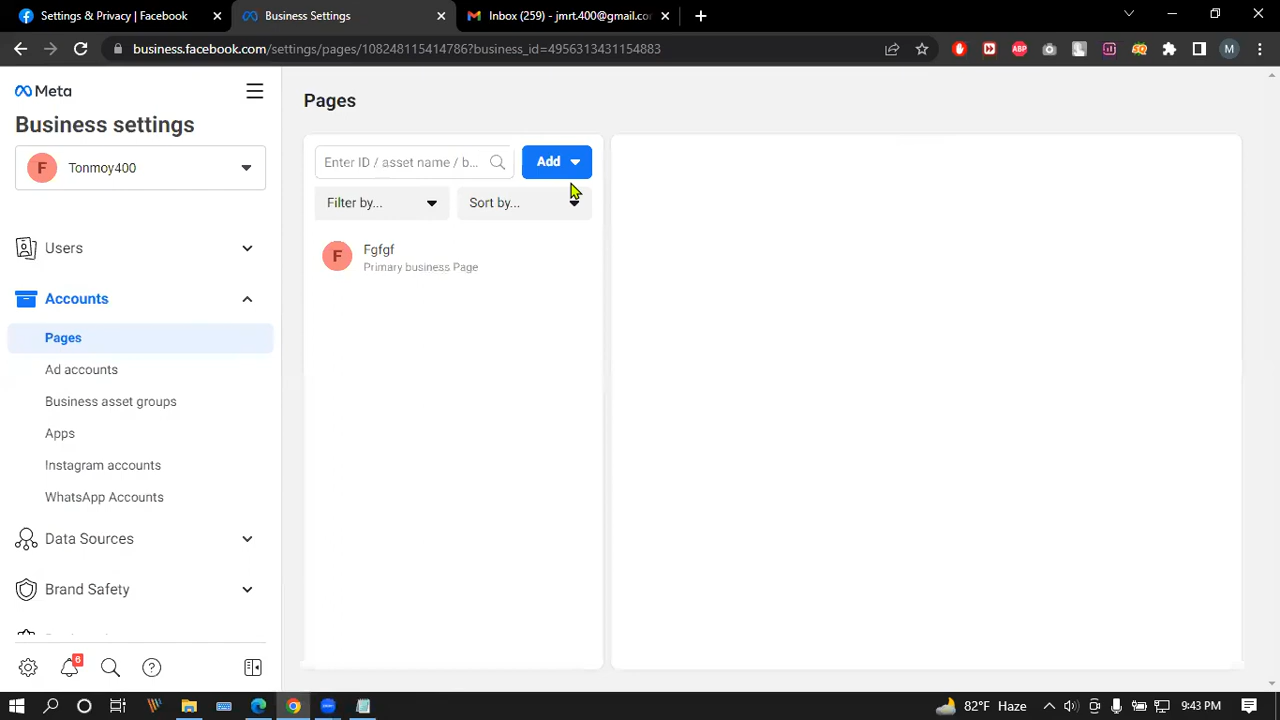 Settings & Privacy | Facebook
Business Settings
Inbox (259) - jmrt.400@gmail.co
business.facebook.com/settings/pages/108248115414786?business_id=4956313431154883
ABP
M
Meta
Business settings
F
Tonmoy400
Users
Accounts
Pages
Ad accounts
Business asset groups
Apps
Instagram accounts
WhatsApp Accounts
Data Sources
Brand Safety
6
Pages
Enter ID / asset name / b...
Add
Filter by...
Sort by...
F
Fgfgf
Primary business Page
82°F Haze
9:43 PM